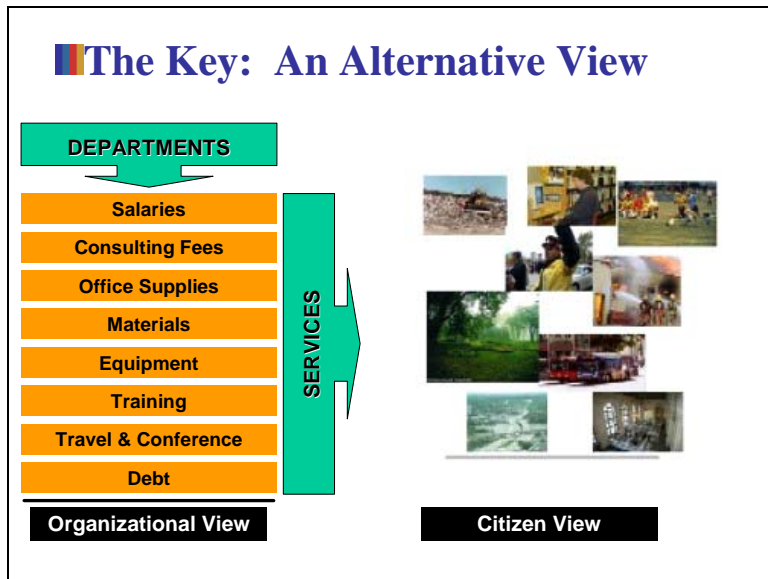 The Key: An Alternative View
DEPARTMENTS
Salaries
Consulting Fees
Office Supplies
Materials
Equipment
Training
Travel & Conference
Debt
SERVICES
Organizational View
Citizen View